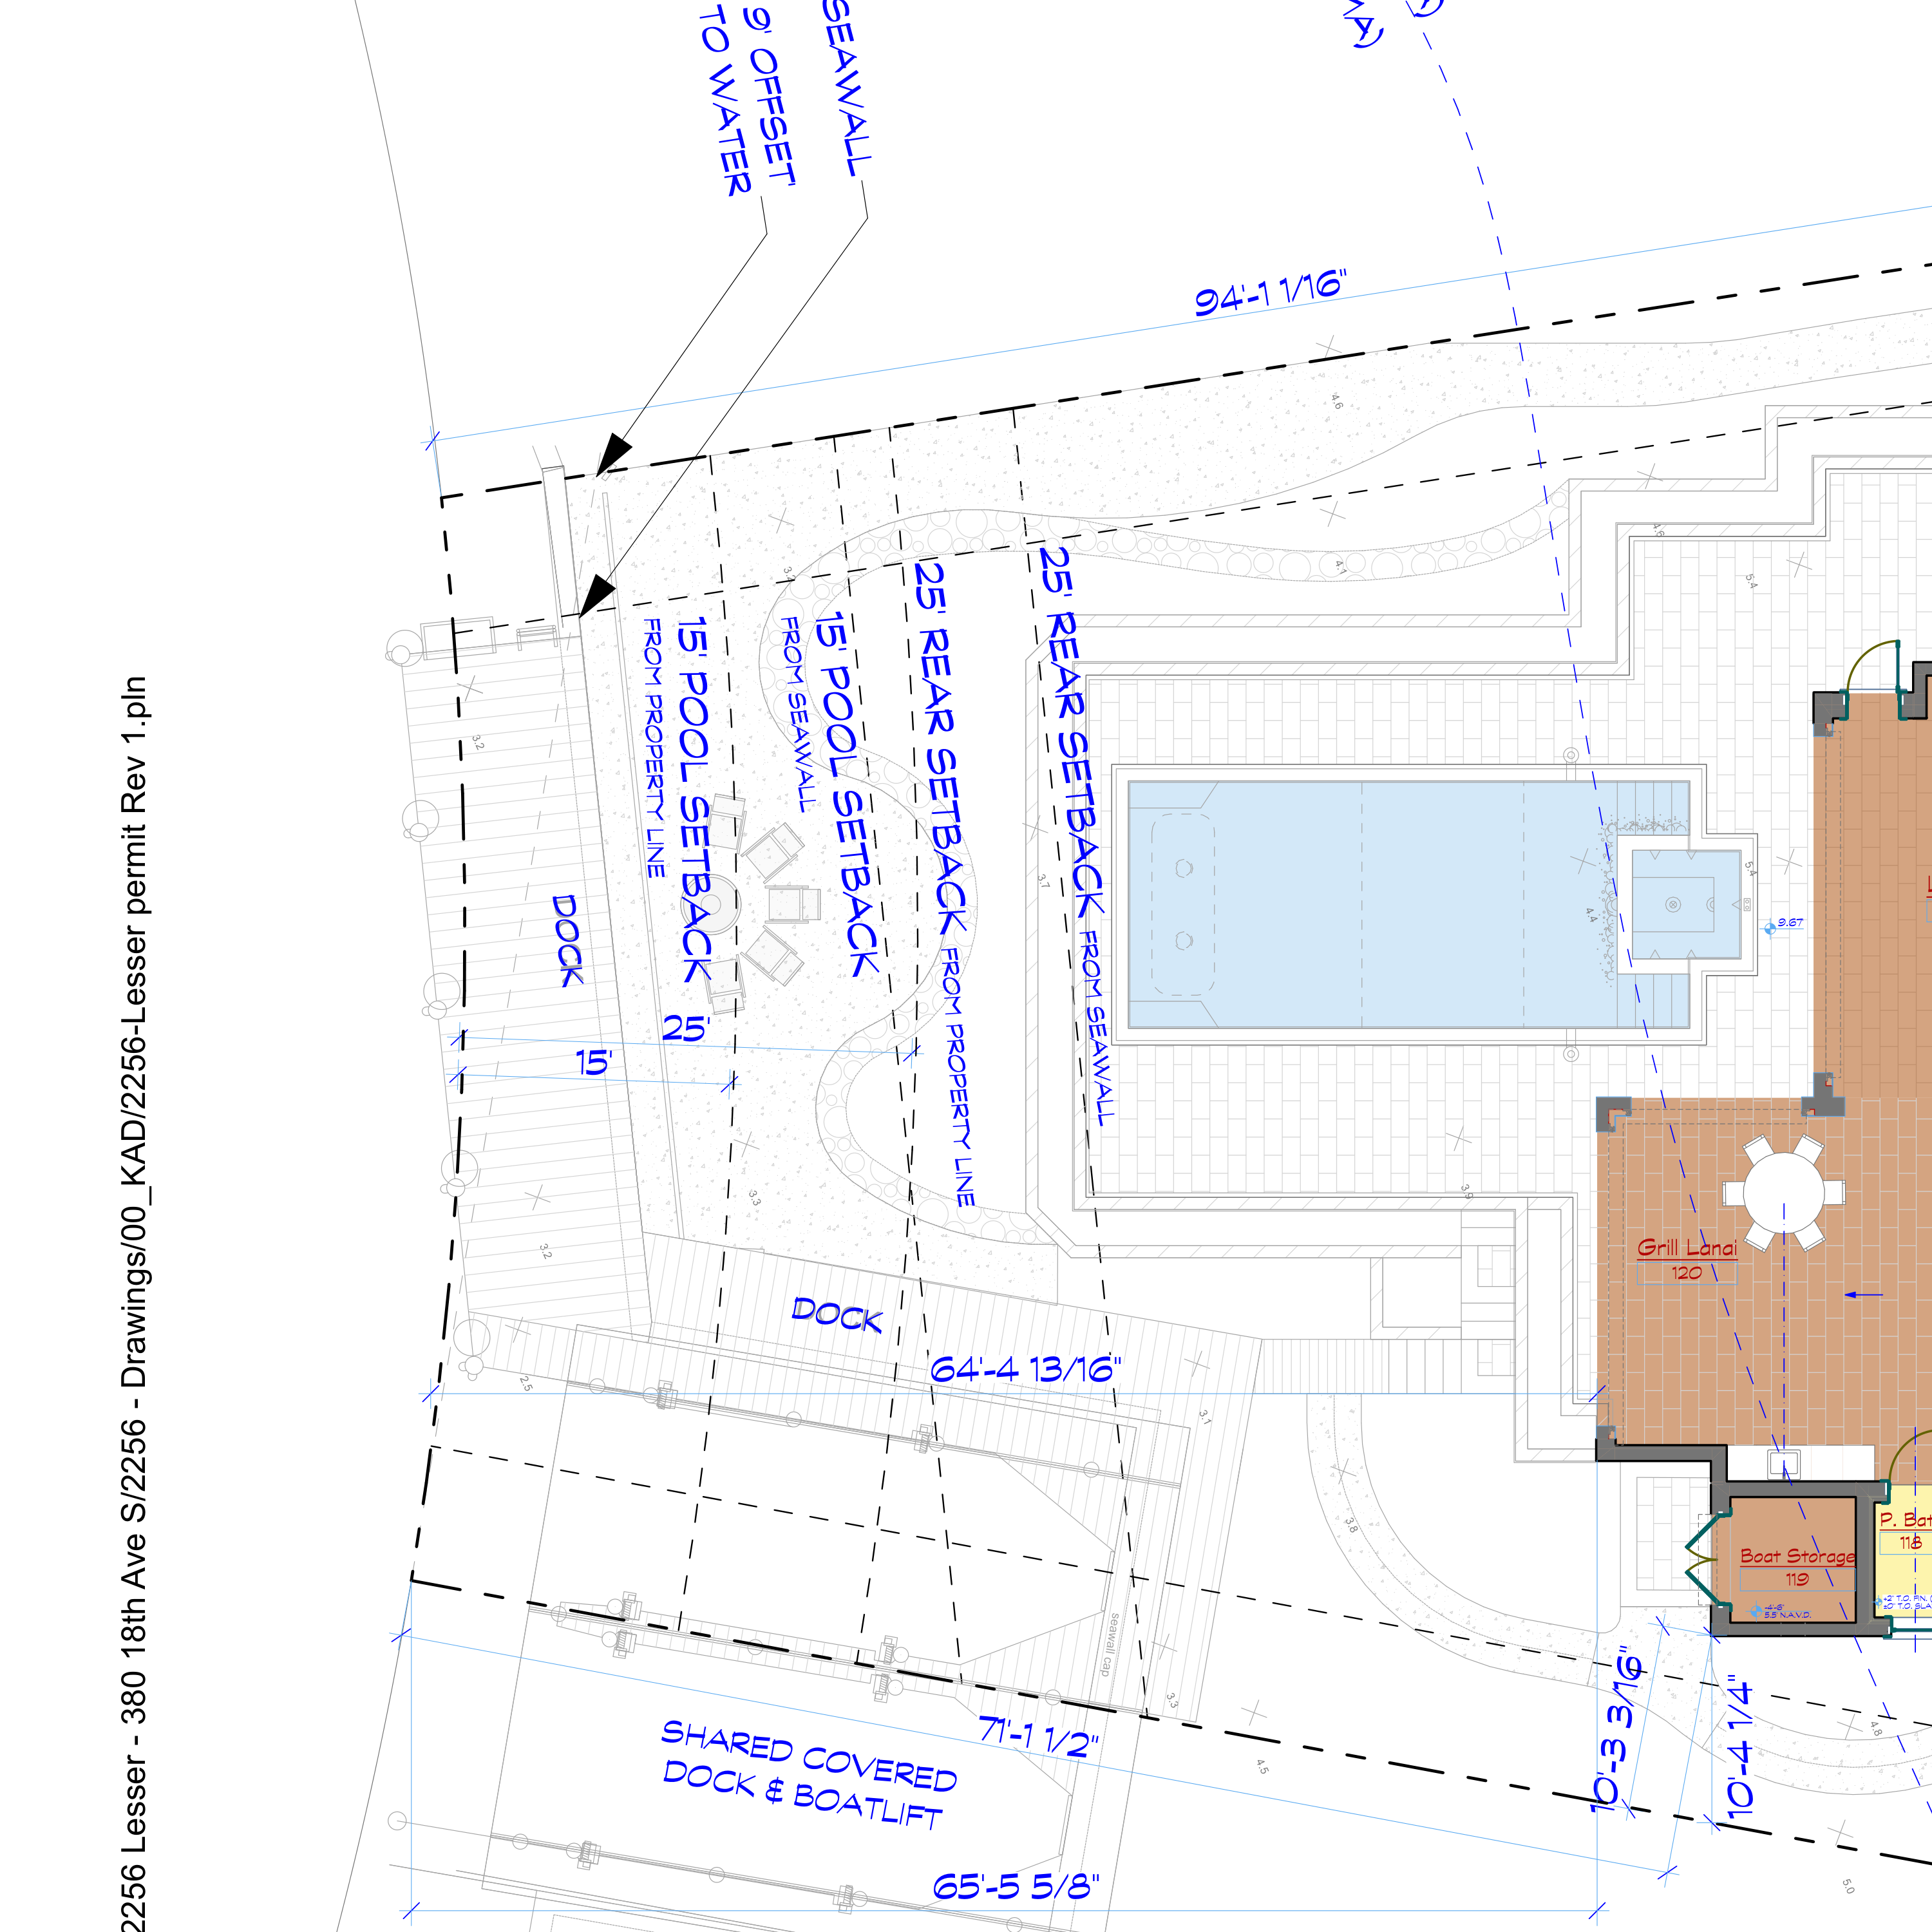 SEAWALL
9' OFFSET
TO WATER
94'-1 1/16"
4.6
4.6
4.1
3.2
5.4
25' REAR SETBACK FROM SEAWALL
25' REAR SETBACK FROM PROPERTY LINE
15' POOL SETBACK
FROM SEAWALL
15' POOL SETBACK
FROM PROPERTY LINE
3.2
3.7
5.4
4.4
9.67
DOCK
25'
15'
3.3
3.9
3.2
Grill Lanai
120
DOCK
64'-4 13/16"
2.5
3.1
3.8
P. Bat
118
Boat Storage
119
-4'-8"
5.5 N.A.V.D.
seawall cap
3.3
71'-1 1/2"
SHARED COVERED
DOCK & BOATLIFT
10'-3 3/16"
10'-4 1/4"
4.5
4.8
5.0
65'-5 5/8"
2256 Lesser - 380 18th Ave S/2256 - Drawings/00_KAD/2256-Lesser permit Rev 1.pln